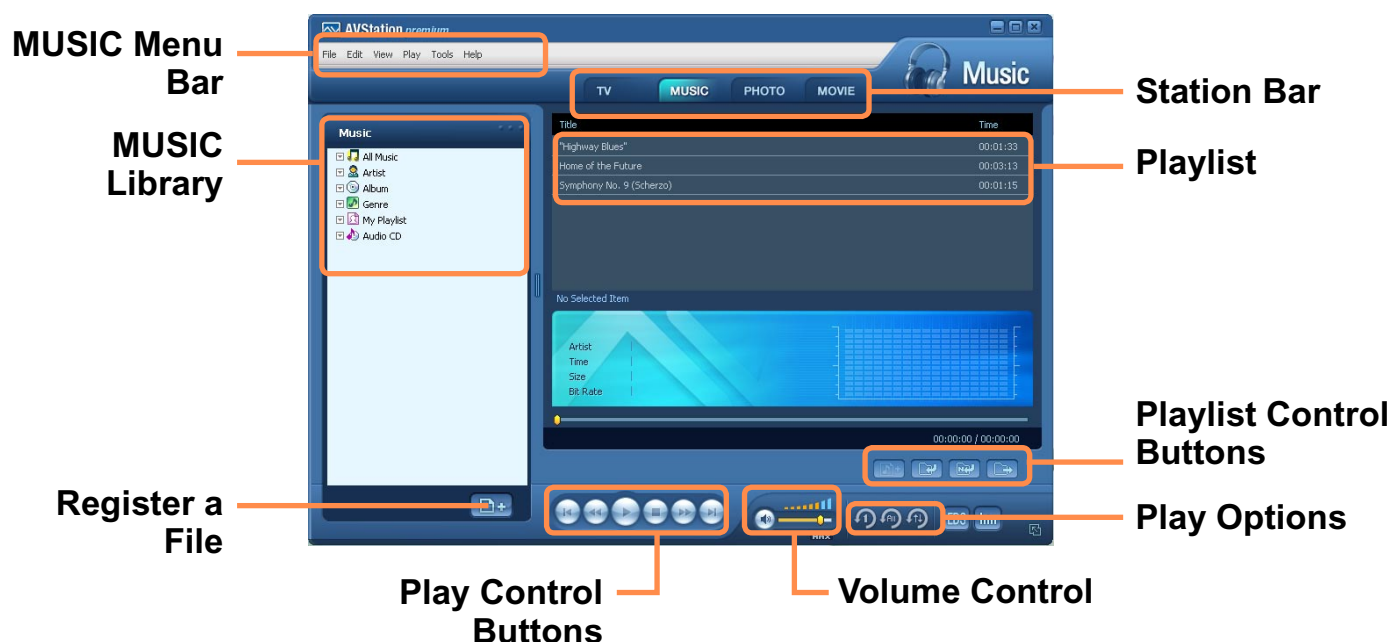 MUSIC Menu
Bar
MUSIC
Library
Register a
File
AVStation premium
File Edit View Play Tools Help
Music
TV MUSIC PHOTO MOVIE
Music
All Music
Artist
Album
Genre
My Playlist
Audio CD
Title Time
"Highway Blues" 00:01:33
Home of the Future 00:03:13
Symphony No. 9 (Scherzo) 00:01:15
No Selected Item
Artist
Time
Size
Bit Rate
00:00:00 / 00:00:00
Station Bar
Playlist
Playlist Control
Buttons
Play Options
Play Control
Buttons
Volume Control